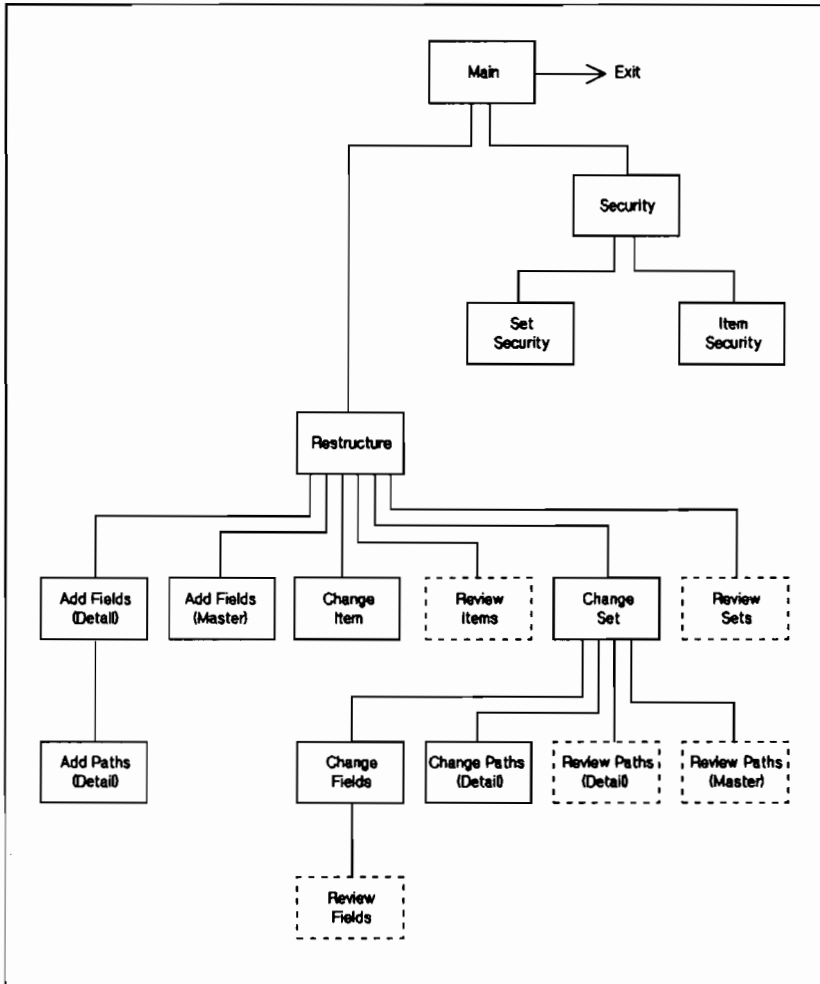 Main
Exit
Security
Set
Security
Item
Security
Restructure
Add Fields
(Detail)
Add Fields
(Master)
Change
Item
Review
Items
Change
Set
Review
Sets
Add Paths
(Detail)
Change
Fields
Change Paths
(Detail)
Review Paths
(Detail)
Review Paths
(Master)
Review
Fields